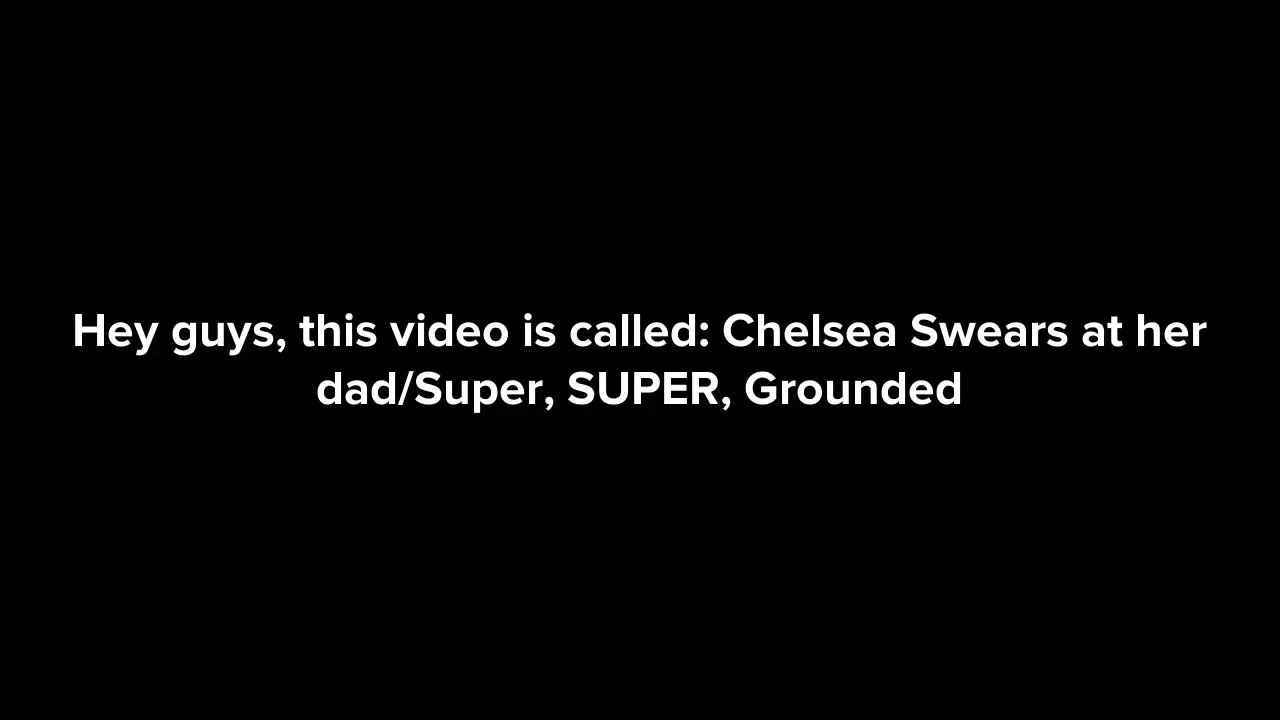 Hey guys, this video is called: Chelsea Swears at her
dad/Super, SUPER, Grounded